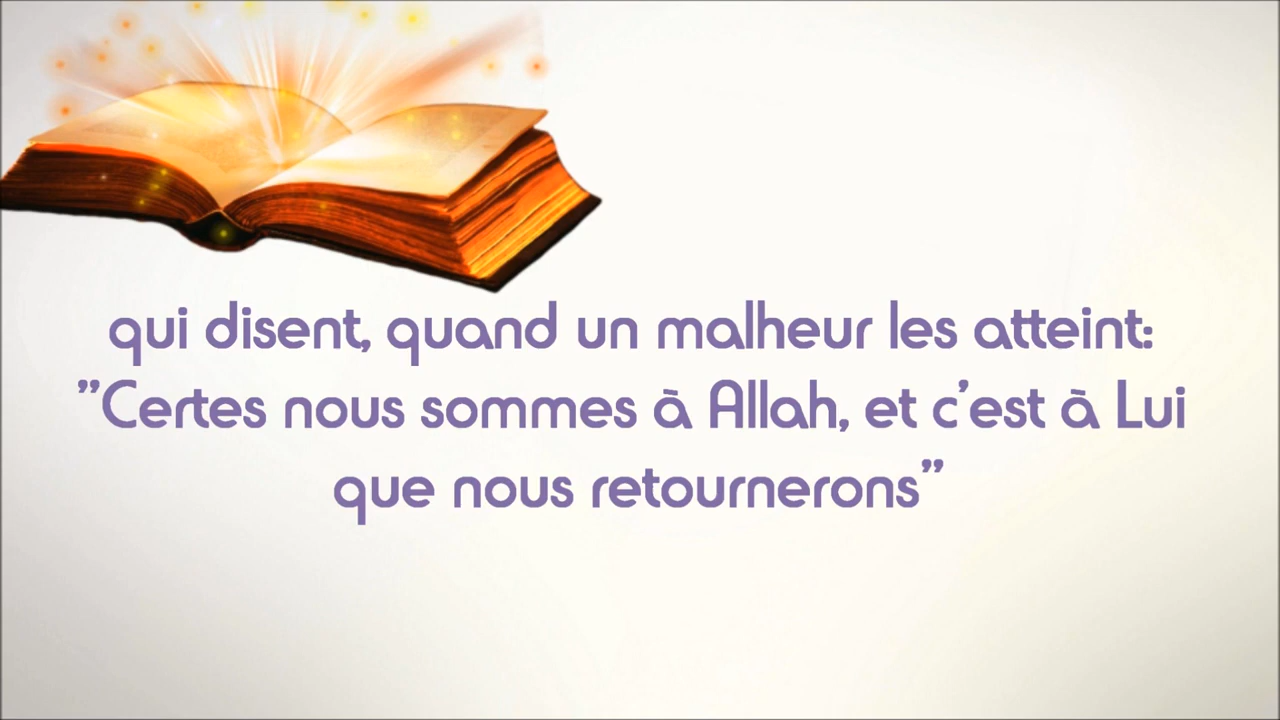 qui disent, quand un malheur les atteint:
”Certes nous sommes à Allah, et c’est à Lui
que nous retournerons”